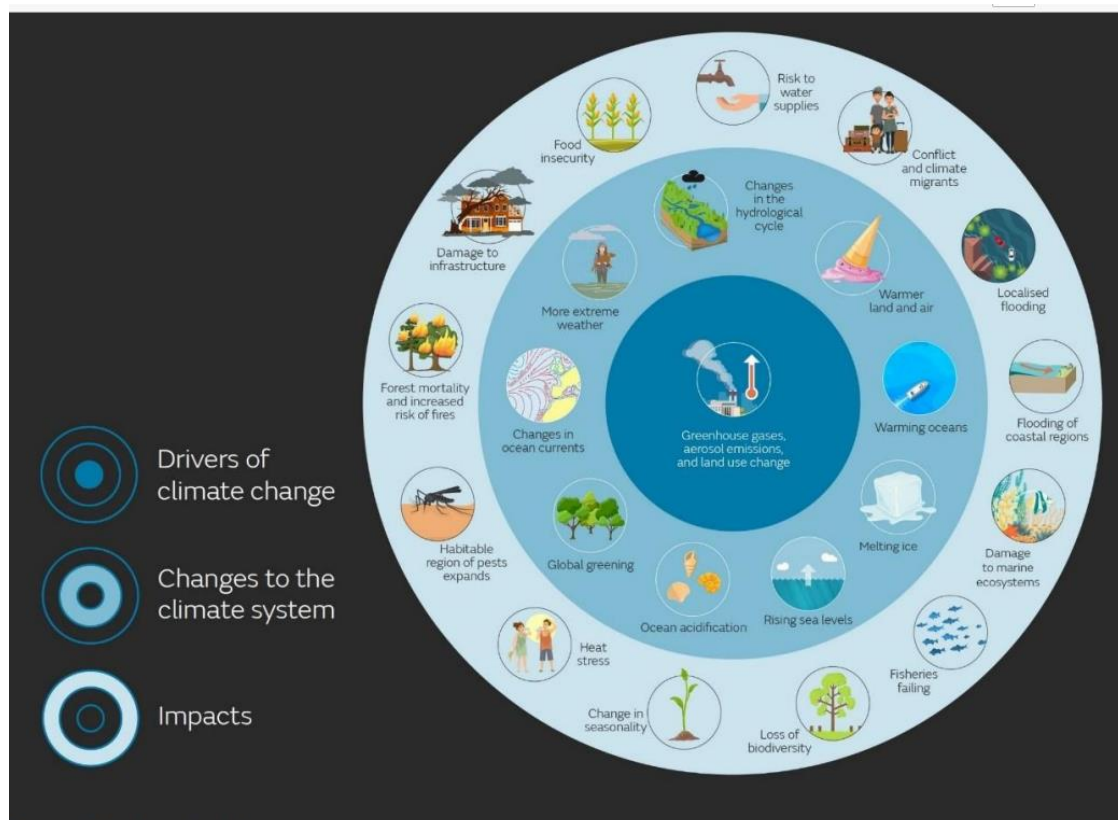 Drivers of
climate change
Changes to the
climate system
Impacts
Greenhouse gases,
aerosol emissions,
and land use change
Changes
in the
hydrological
cycle
Warmer
land and air
Warming oceans
Melting ice
Rising sea levels
Ocean acidification
Global greening
Changes in
ocean currents
More extreme
weather
Risk to
water
supplies
Conflict
and climate
migrants
Localised
flooding
Flooding of
coastal regions
Damage
to marine
ecosystems
Fisheries
failing
Loss of
biodiversity
Change in
seasonality
Heat
stress
Habitable
region of pests
expands
Forest mortality
and increased
risk of fires
Damage to
infrastructure
Food
insecurity